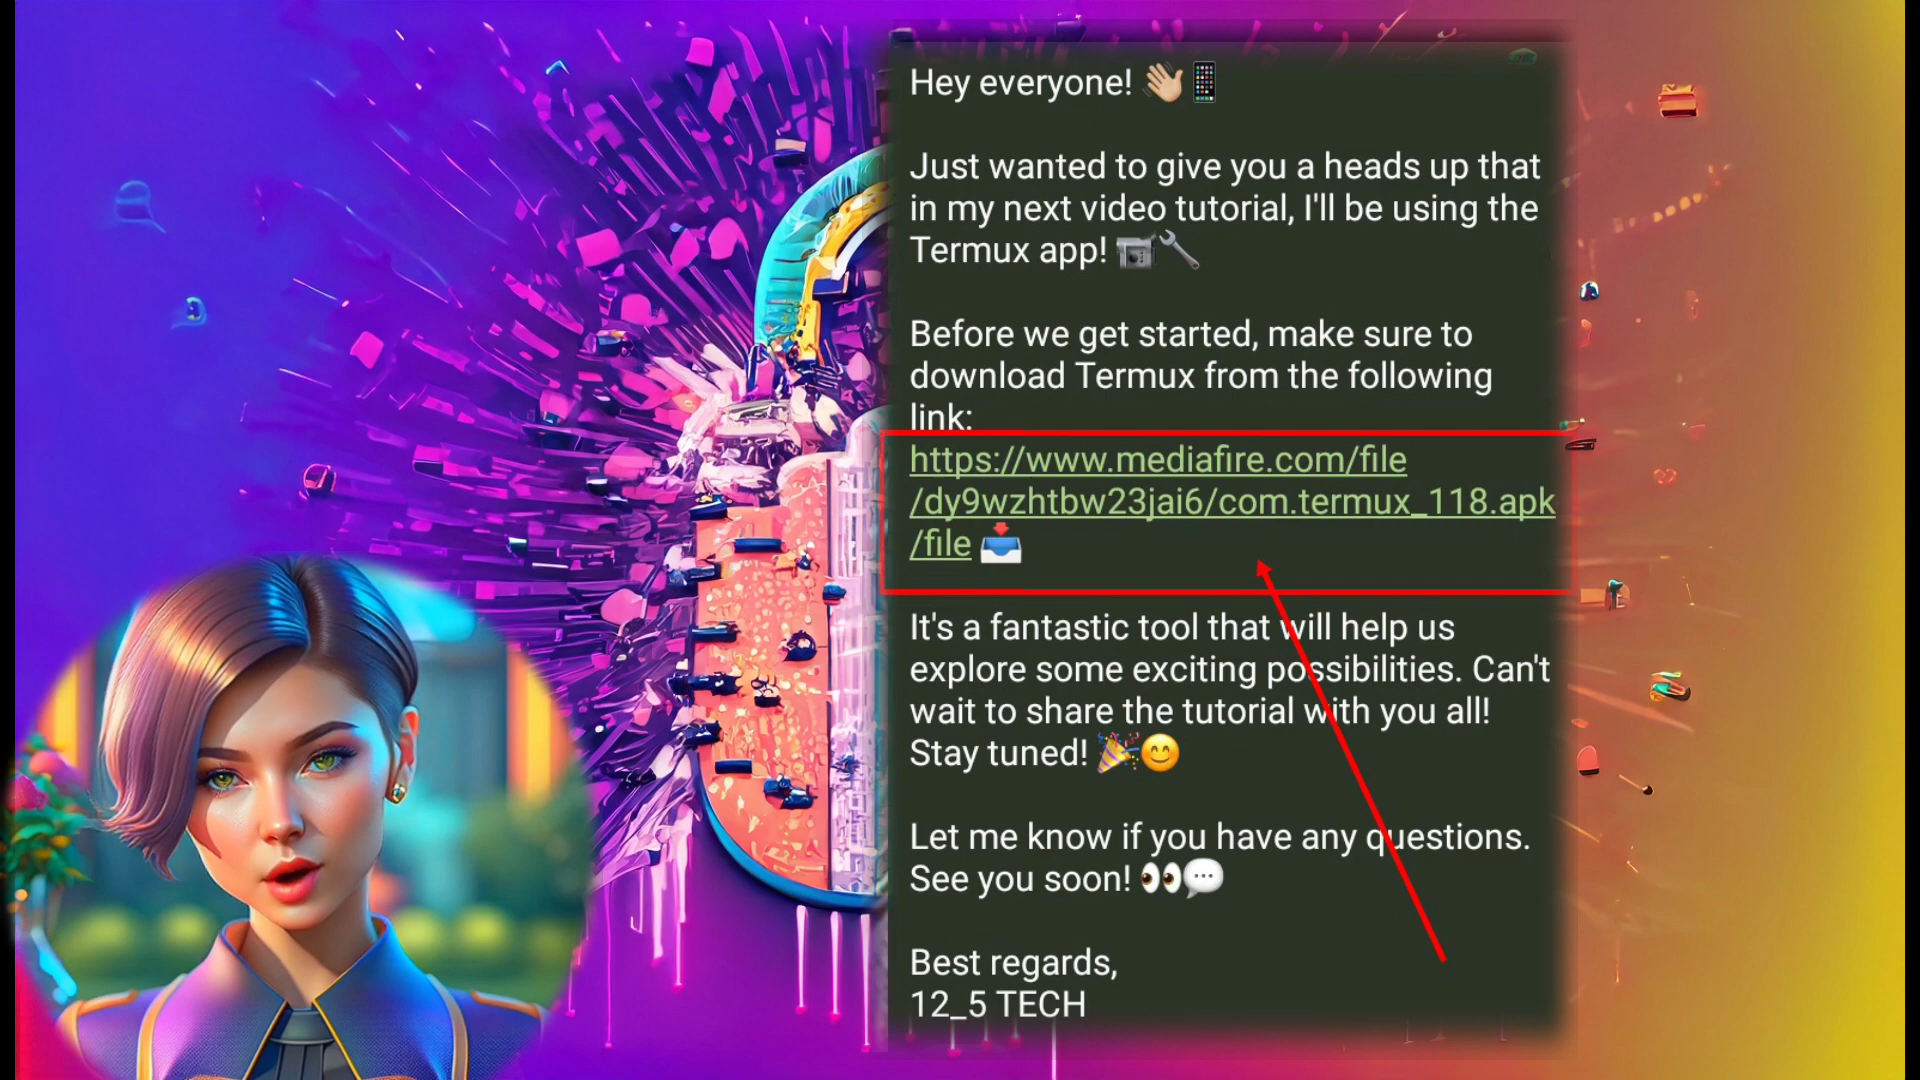 Hey everyone! 👋🏼📱
Just wanted to give you a heads up that
in my next video tutorial, I'll be using the
Termux app! 📹🔧
Before we get started, make sure to
download Termux from the following
link:
https://www.mediafire.com/file
/dy9wzhtbw23jai6/com.termux_118.apk
/file 📥
It's a fantastic tool that will help us
explore some exciting possibilities. Can't
wait to share the tutorial with you all!
Stay tuned! 🎉😊
Let me know if you have any questions.
See you soon! 👀💬
Best regards,
12_5 TECH